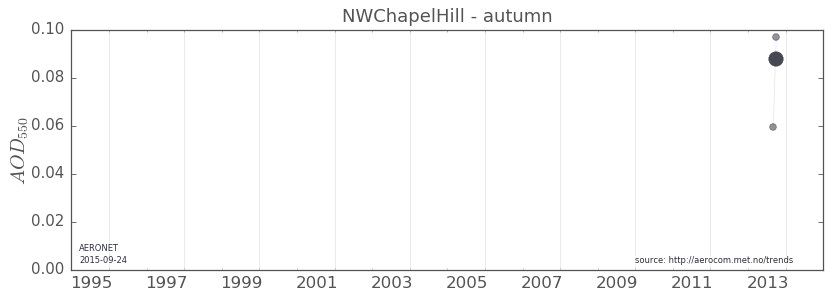 NWChapelHill - autumn
0.10
0.08
0.06
0.04
0.02
0.00
AOD550
AERONET
2015-09-24
source: http://aerocom.met.no/trends
1995 1997 1999 2001 2003 2005 2007 2009 2011 2013